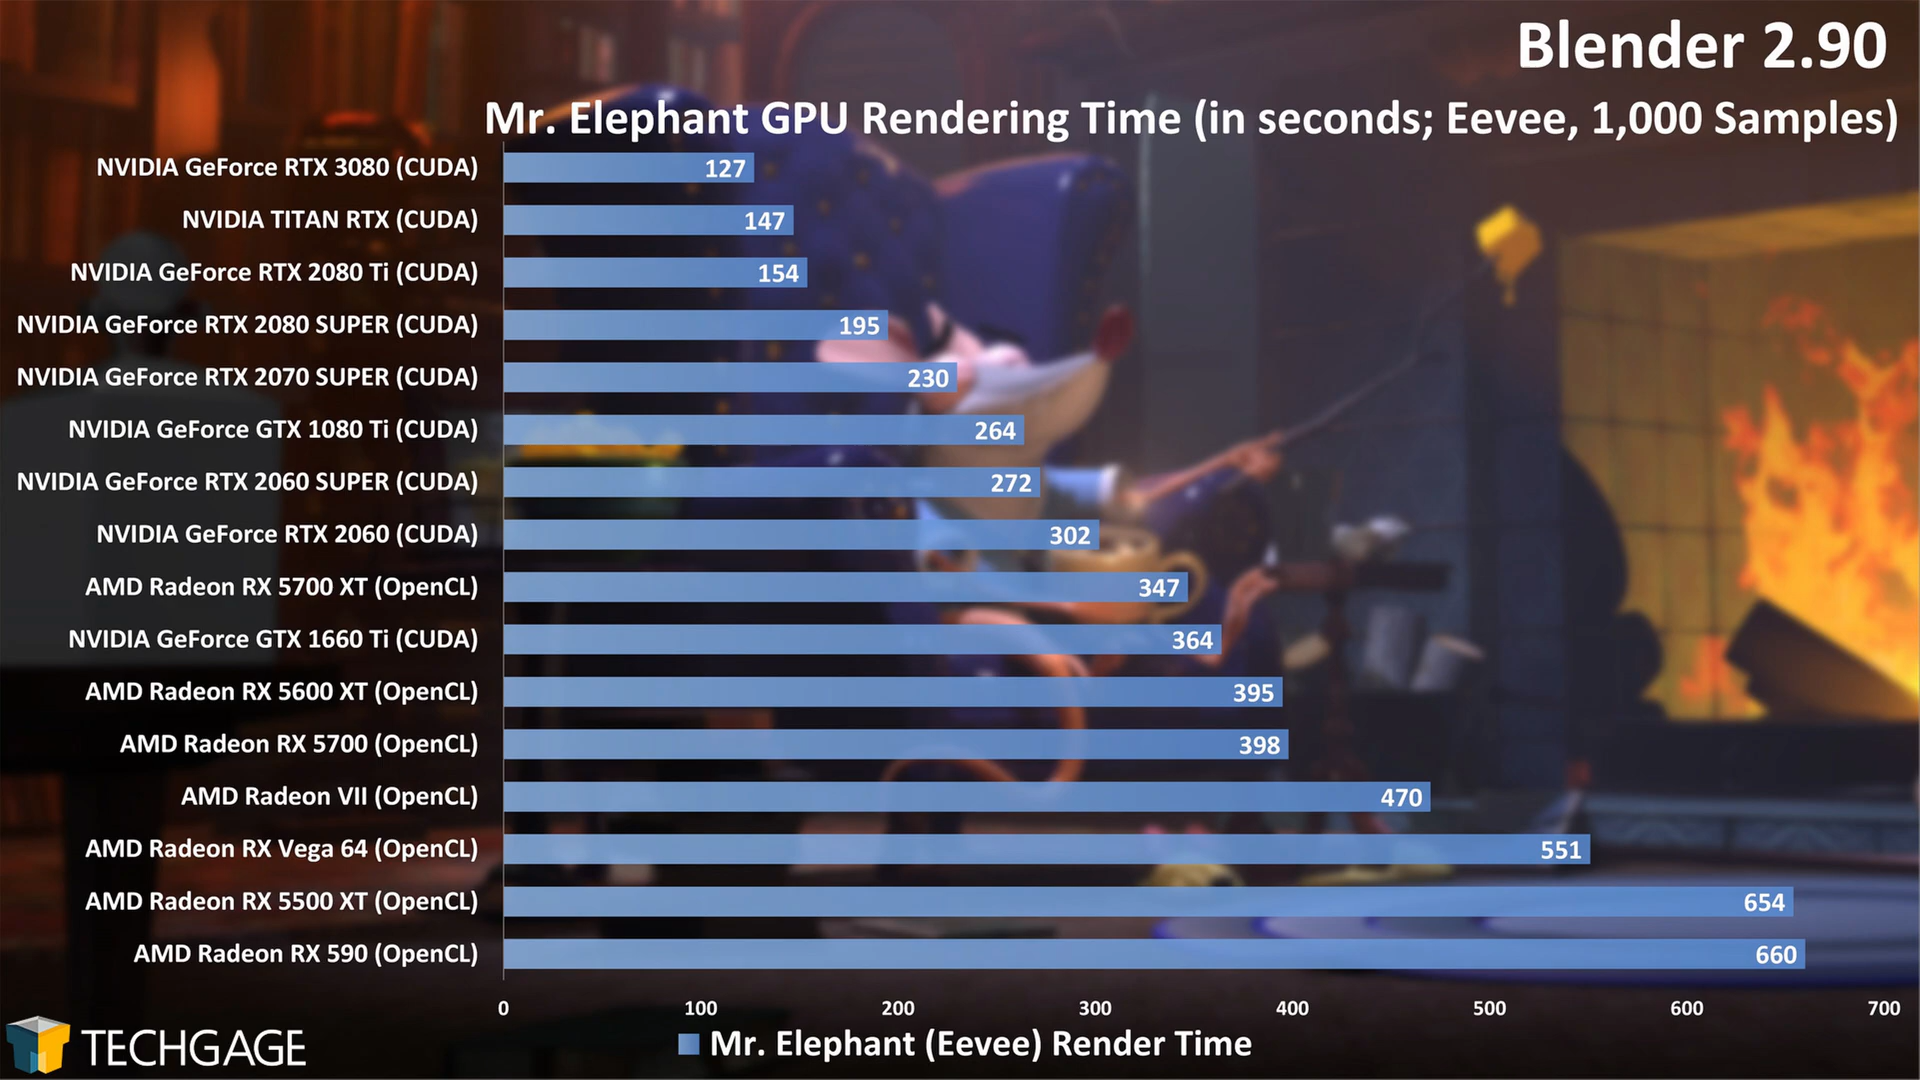 Blender 2.90
Mr. Elephant GPU Rendering Time (in seconds; Eevee, 1,000 Samples)
NVIDIA GeForce RTX 3080 (CUDA) 127
NVIDIA TITAN RTX (CUDA) 147
NVIDIA GeForce RTX 2080 Ti (CUDA) 154
NVIDIA GeForce RTX 2080 SUPER (CUDA) 195
NVIDIA GeForce RTX 2070 SUPER (CUDA) 230
NVIDIA GeForce GTX 1080 Ti (CUDA) 264
NVIDIA GeForce RTX 2060 SUPER (CUDA) 272
NVIDIA GeForce RTX 2060 (CUDA) 302
AMD Radeon RX 5700 XT (OpenCL) 347
NVIDIA GeForce GTX 1660 Ti (CUDA) 364
AMD Radeon RX 5600 XT (OpenCL) 395
AMD Radeon RX 5700 (OpenCL) 398
AMD Radeon VII (OpenCL) 470
AMD Radeon RX Vega 64 (OpenCL) 551
AMD Radeon RX 5500 XT (OpenCL) 654
AMD Radeon RX 590 (OpenCL) 660
0 100 200 300 400 500 600 700
Mr. Elephant (Eevee) Render Time
TECHGAGE